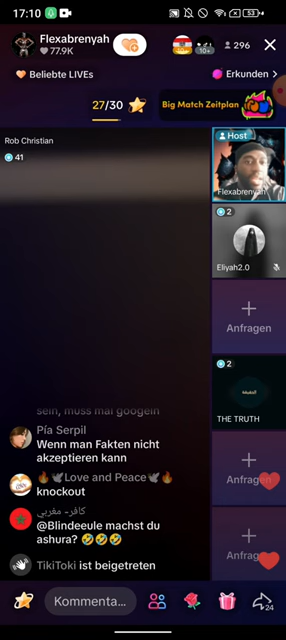 17:10
53
Flexabrenyah
77.9K
10+
296
Beliebte LIVEs
Erkunden
27/30
Big Match Zeitplan
Rob Christian
41
Host
Flexabrenyah
2
Eliyah2.0
Anfragen
2
THE TRUTH
sein, muss mal googeln
Pía Serpil
Wenn man Fakten nicht
akzeptieren kann
🔥🕊Love and Peace🕊🔥
knockout
كافر- مغربي
@Blindeeule machst du
ashura? 🤣🤣🤣
TikiToki ist beigetreten
Anfragen
Anfragen
Kommenta...
24